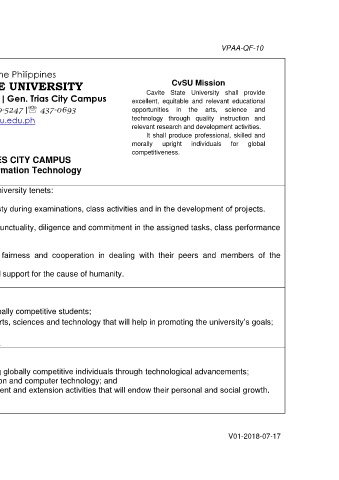 VPAA-QF-10
he Philippines
E UNIVERSITY
| Gen. Trias City Campus
-5247 |☏ 437-0693
u.edu.ph
ES CITY CAMPUS
rmation Technology
CvSU Mission
Cavite State University shall provide
excellent, equitable and relevant educational
opportunities in the arts, science and
technology through quality instruction and
relevant research and development activities.
It shall produce professional, skilled and
morally upright individuals for global
competitiveness.
iversity tenets:
ty during examinations, class activities and in the development of projects.
unctuality, diligence and commitment in the assigned tasks, class performance
fairness and cooperation in dealing with their peers and members of the
l support for the cause of humanity.
ally competitive students;
rts, sciences and technology that will help in promoting the university's goals;
g globally competitive individuals through technological advancements;
on and computer technology; and
ent and extension activities that will endow their personal and social growth.
V01-2018-07-17